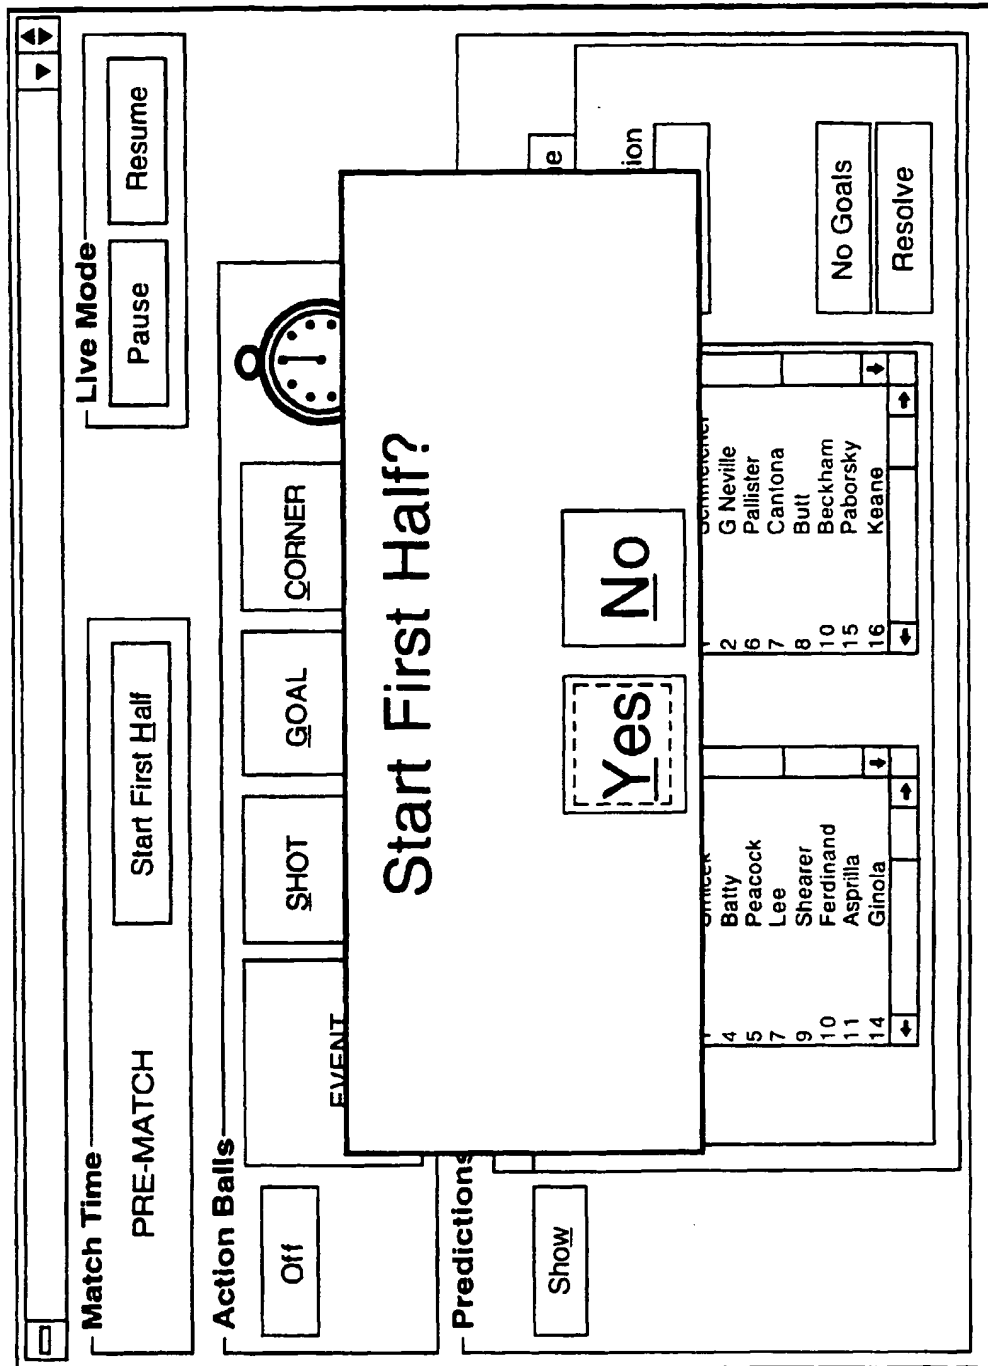 Match Time
PRE-MATCH
Start First Half
Live Mode
Pause
Resume
Action Balls
Off
EVENT
SHOT
GOAL
CORNER
Start First Half?
Yes
No
Predictions
Show
4 Batty
5 Peacock
7 Lee
9 Shearer
10 Ferdinand
11 Asprilla
14 Ginola
2 G Neville
6 Pallister
7 Cantona
8 Butt
10 Beckham
15 Paborsky
16 Keane
No Goals
Resolve